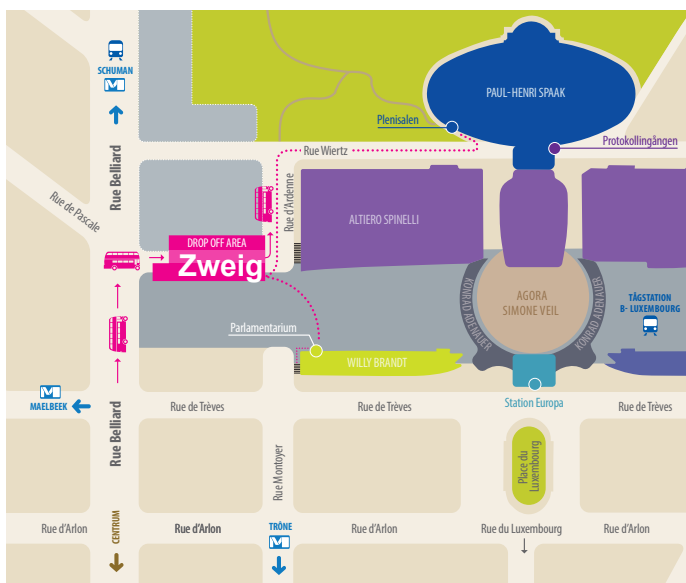 SCHUMAN
M
Rue Belliard
Rue de Pascale
PAUL-HENRI SPAAK
Plenisalen
Protokollingången
Rue Wiertz
Rue d'Ardenne
ALTIERO SPINELLI
DROP OFF AREA
Zweig
AGORA
SIMONE VEIL
KONRAD ADENAUER
KONRAD ADENAUER
TÅGSTATION
B- LUXEMBOURG
Parlamentarium
WILLY BRANDT
M
MAELBEEK
Rue de Trèves
Rue de Trèves
Station Europa
Rue de Trèves
Rue Belliard
Rue Montoyer
Place du
Luxembourg
Rue d'Arlon
CENTRUM
Rue d'Arlon
TRÔNE
M
Rue d'Arlon
Rue du Luxembourg
Rue d'Arlon